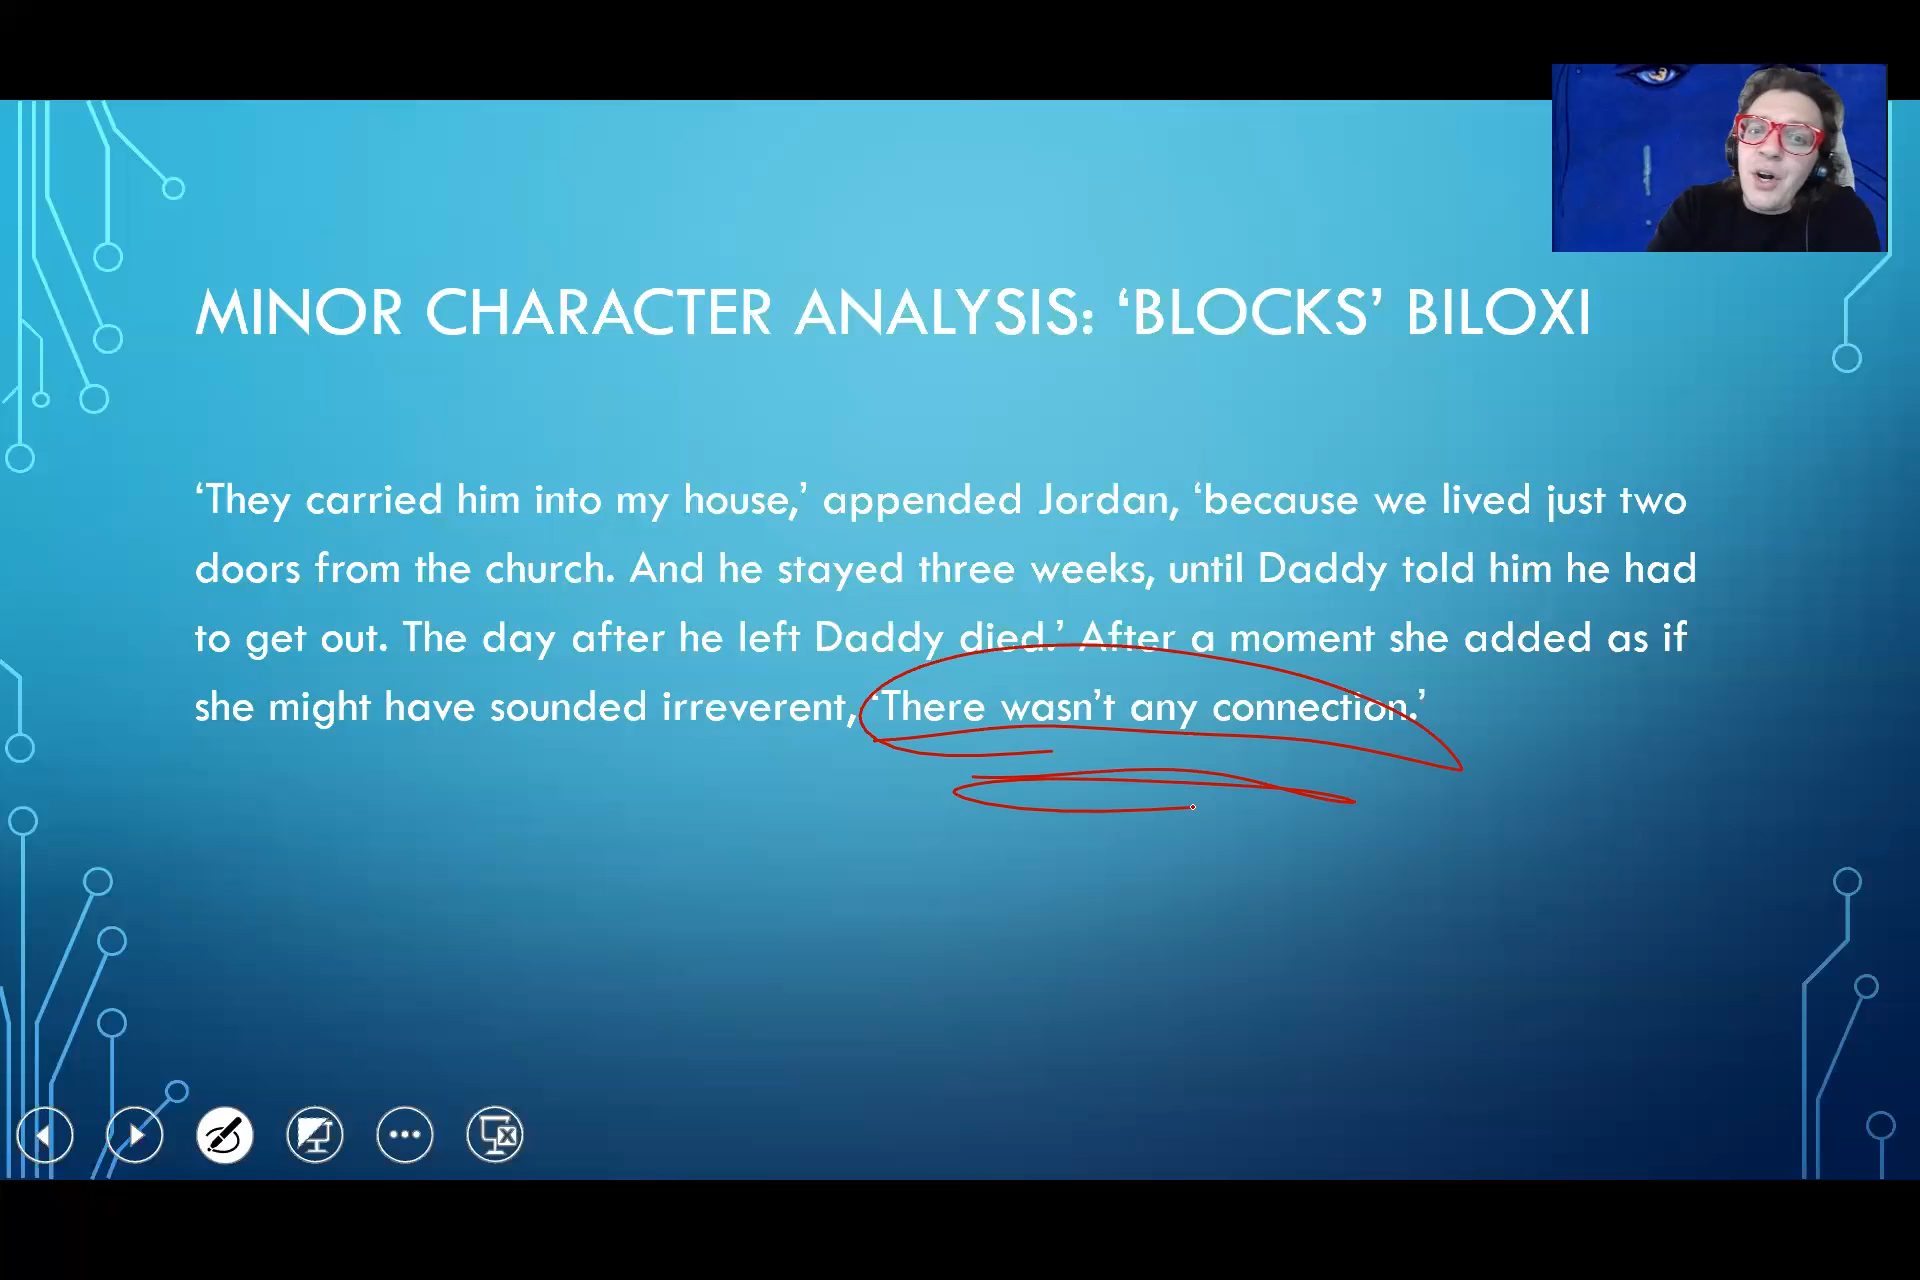 MINOR CHARACTER ANALYSIS: ‘BLOCKS’ BILOXI
‘They carried him into my house,’ appended Jordan, ‘because we lived just two
doors from the church. And he stayed three weeks, until Daddy told him he had
to get out. The day after he left Daddy died.’ After a moment she added as if
she might have sounded irreverent, ‘There wasn’t any connection.’